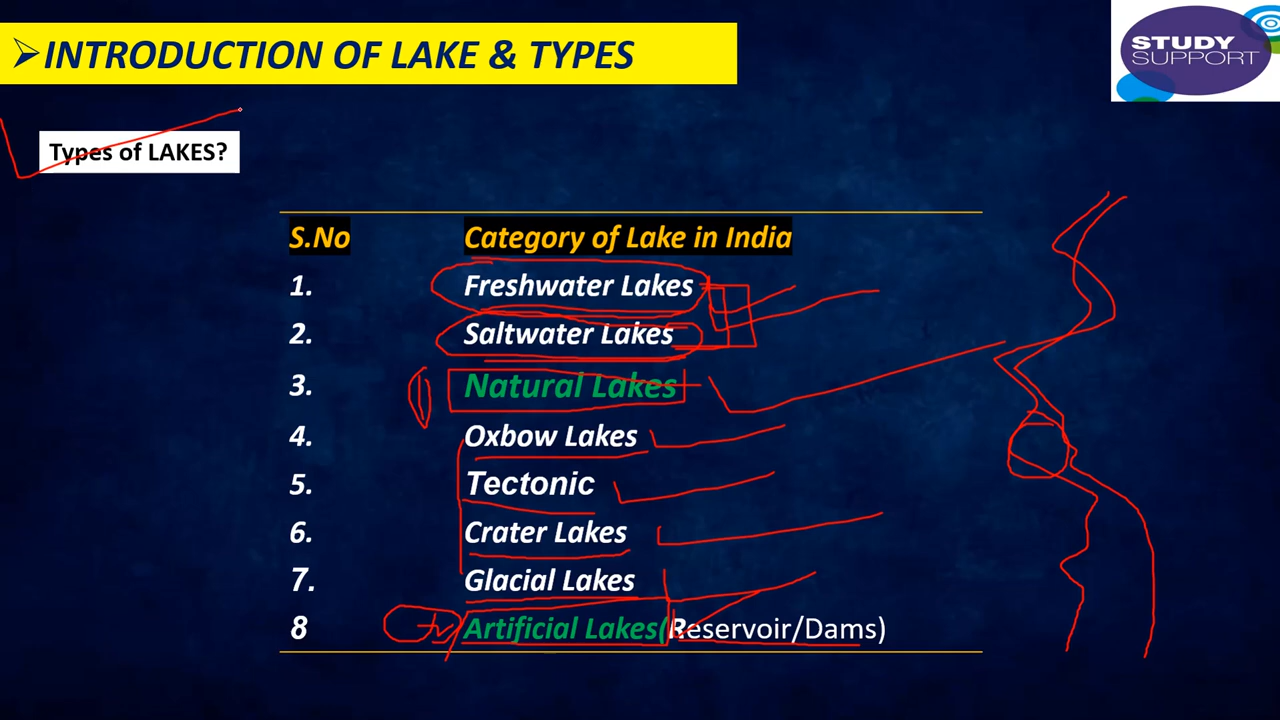 ➢INTRODUCTION OF LAKE & TYPES
STUDY
SUPPORT
Types of LAKES?
S.No Category of Lake in India
1. Freshwater Lakes
2. Saltwater Lakes
3. Natural Lakes
4. Oxbow Lakes
5. Tectonic
6. Crater Lakes
7. Glacial Lakes
8 Artificial Lakes(Reservoir/Dams)